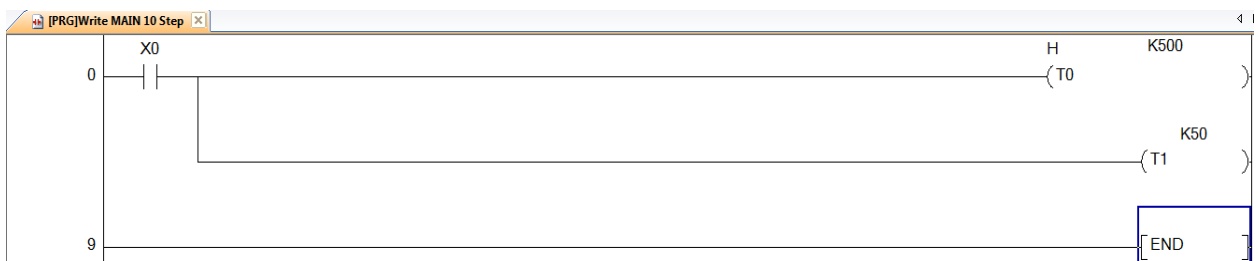 [PRG]Write MAIN 10 Step
X0 H K500
0 T0
K50
T1
9 END